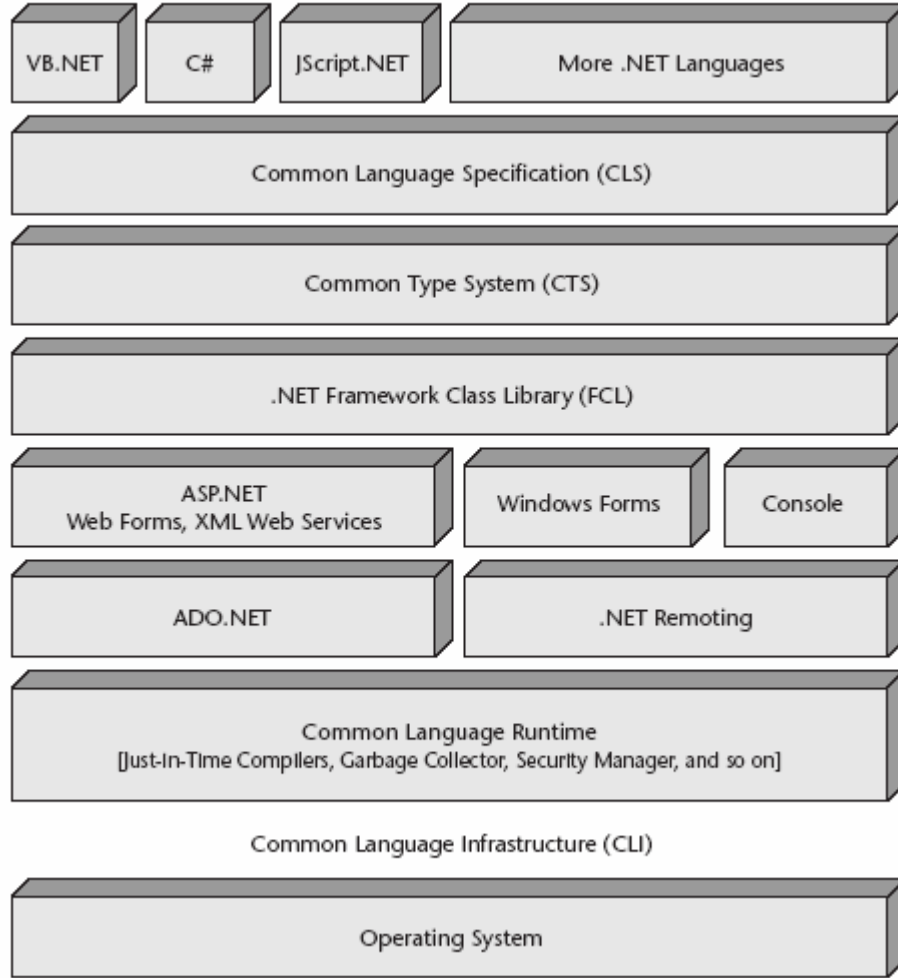 VB.NET
C#
JScript.NET
More .NET Languages
Common Language Specification (CLS)
Common Type System (CTS)
.NET Framework Class Library (FCL)
ASP.NET
Web Forms, XML Web Services
Windows Forms
Console
ADO.NET
.NET Remoting
Common Language Runtime
[Just-in-Time Compilers, Garbage Collector, Security Manager, and so on]
Common Language Infrastructure (CLI)
Operating System